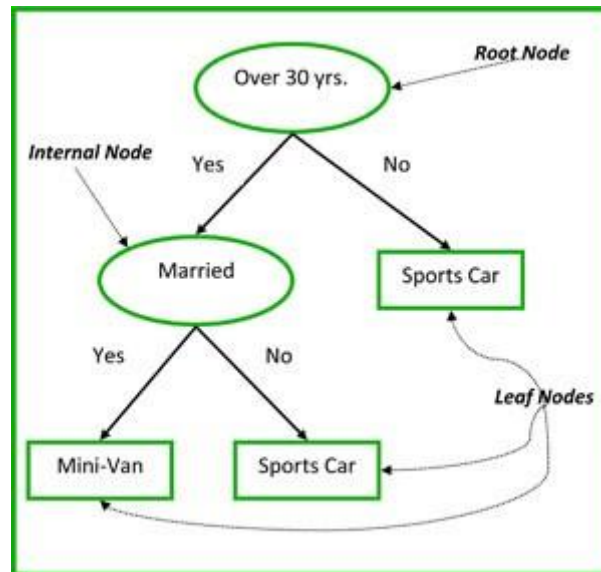 Root Node
Over 30 yrs.
Internal Node
Yes
No
Married
Sports Car
Yes
No
Leaf Nodes
Mini-Van
Sports Car